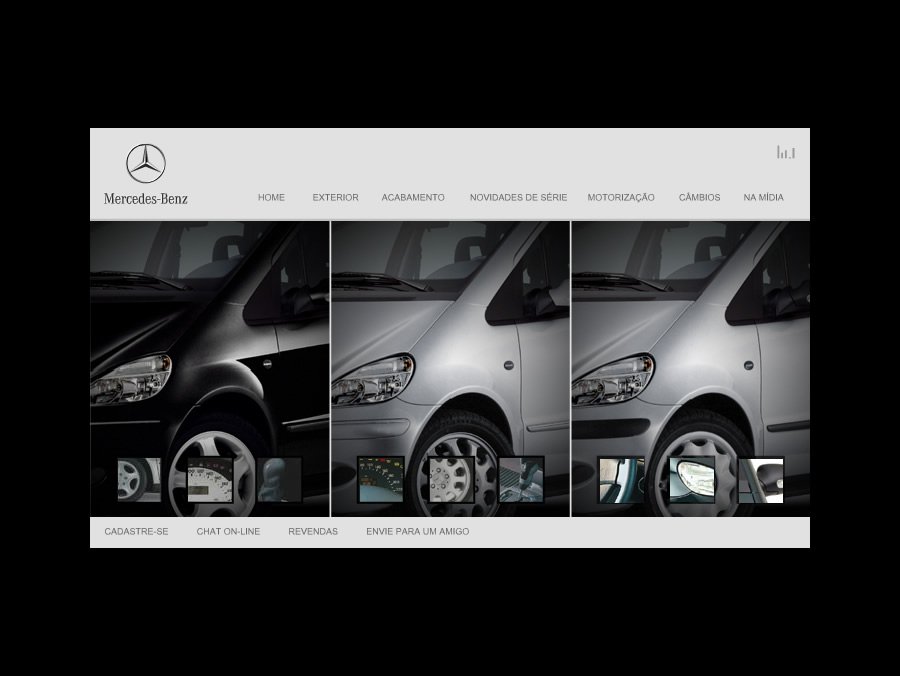 Mercedes-Benz
HOME EXTERIOR ACABAMENTO NOVIDADES DE SÉRIE MOTORIZAÇÃO CÂMBIOS NA MÍDIA
CADASTRE-SE CHAT ON-LINE REVENDAS ENVIE PARA UM AMIGO